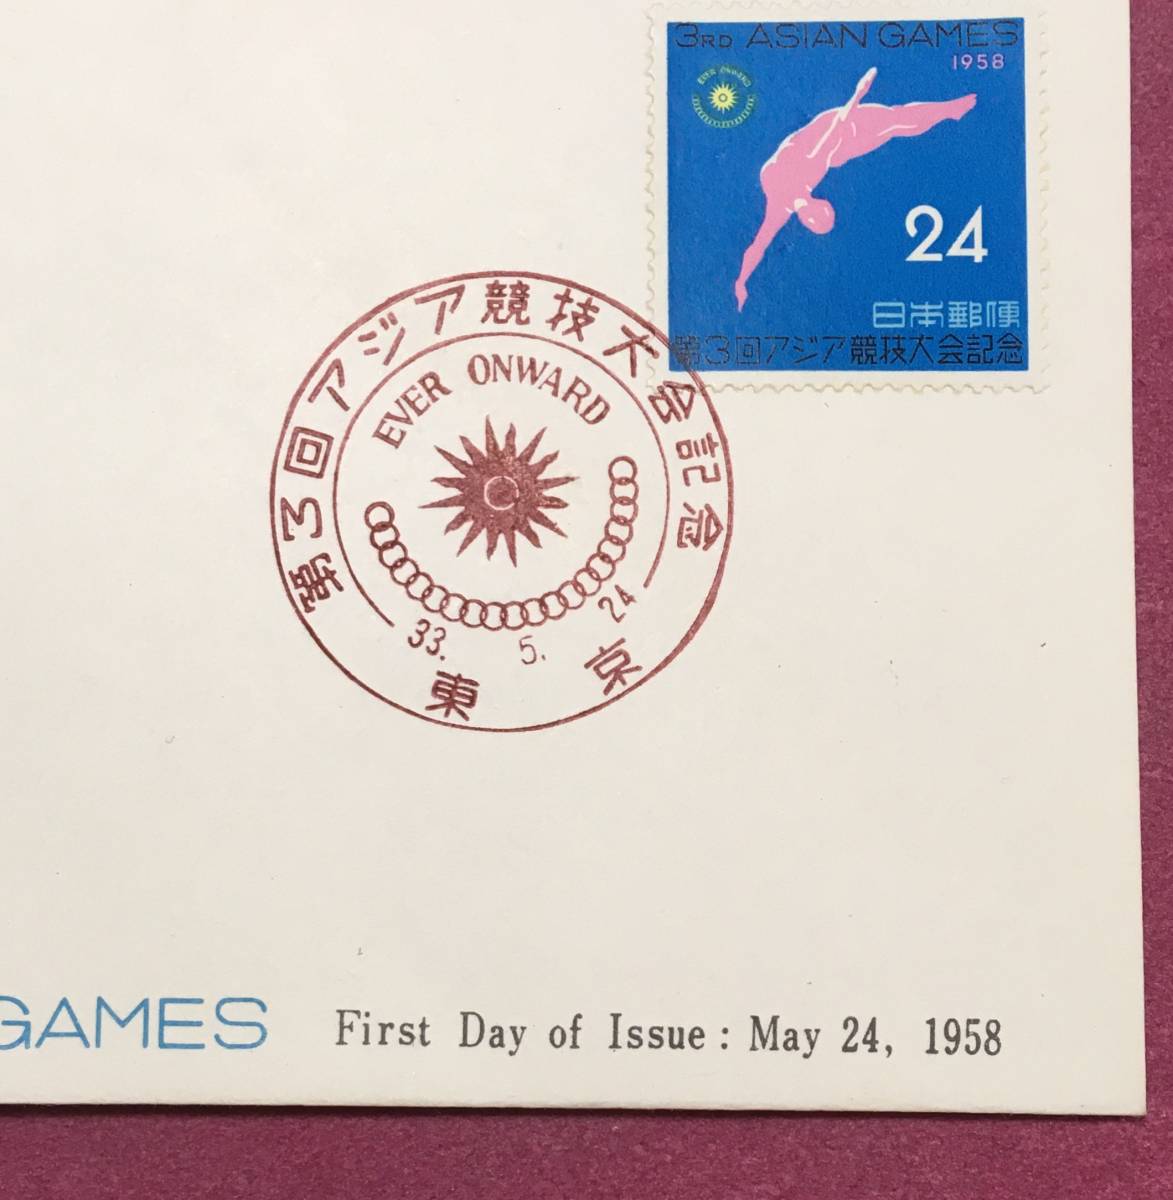 3RD ASIAN GAMES
1958
EVER ONWARD
24
日本郵便
第3回アジア競技大会記念
第3回アジア競技大会記念
EVER ONWARD
33. 5. 24
東京
GAMES
First Day of Issue : May 24, 1958